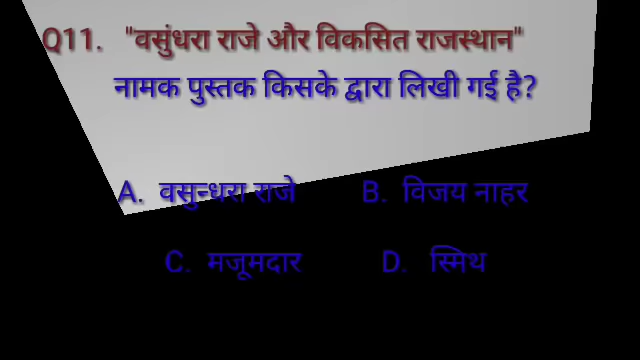 Q11. "वसुंधरा राजे और विकसित राजस्थान"
नामक पुस्तक किसके द्वारा लिखी गई है?
A. वसुन्धरा राजे B. विजय नाहर
C. मजूमदार D. स्मिथ